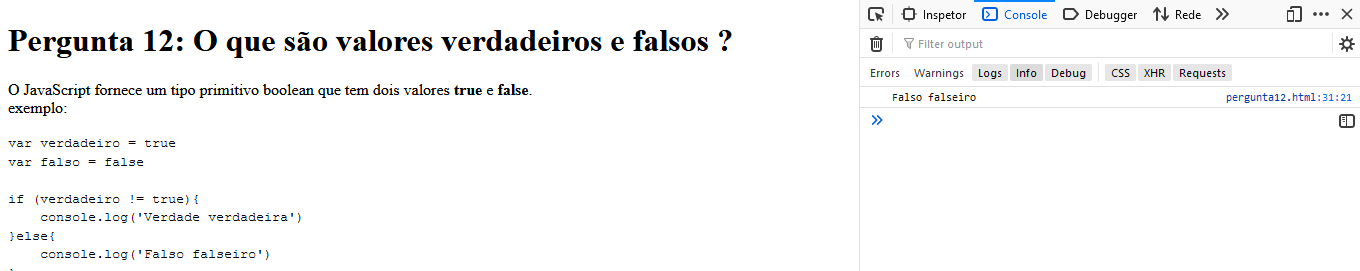 Pergunta 12: O que são valores verdadeiros e falsos ?
O JavaScript fornece um tipo primitivo boolean que tem dois valores true e false.
exemplo:
var verdadeiro = true
var falso = false
if (verdadeiro != true){
    console.log('Verdade verdadeira')
}else{
    console.log('Falso falseiro')
Inspetor Console Debugger Rede
Filter output
Errors Warnings Logs Info Debug CSS XHR Requests
Falso falseiro pergunta12.html:31:21